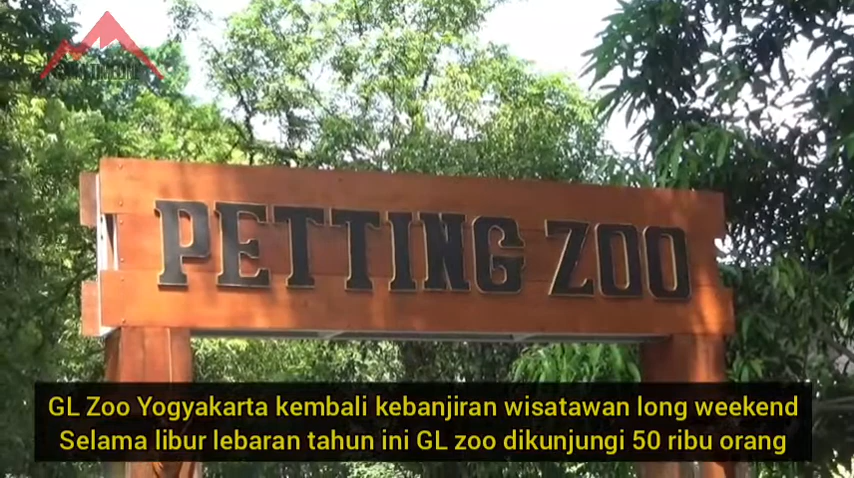 PETTING ZOO
GL Zoo Yogyakarta kembali kebanjiran wisatawan long weekend
Selama libur lebaran tahun ini GL zoo dikunjungi 50 ribu orang